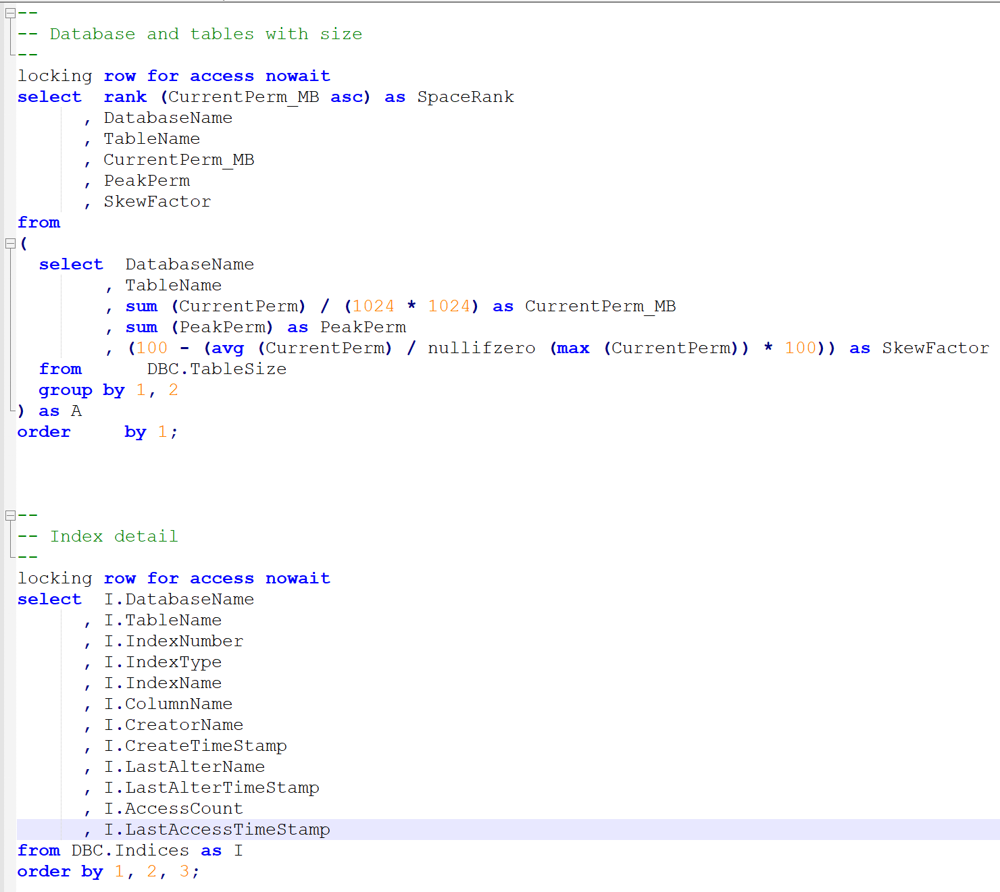 --
-- Database and tables with size
--
locking row for access nowait
select  rank (CurrentPerm_MB asc) as SpaceRank
      , DatabaseName
      , TableName
      , CurrentPerm_MB
      , PeakPerm
      , SkewFactor
from
(
  select  DatabaseName
        , TableName
        , sum (CurrentPerm) / (1024 * 1024) as CurrentPerm_MB
        , sum (PeakPerm) as PeakPerm
        , (100 - (avg (CurrentPerm) / nullifzero (max (CurrentPerm)) * 100)) as SkewFactor
  from      DBC.TableSize
  group by 1, 2
) as A
order     by 1;
--
-- Index detail
--
locking row for access nowait
select  I.DatabaseName
      , I.TableName
      , I.IndexNumber
      , I.IndexType
      , I.IndexName
      , I.ColumnName
      , I.CreatorName
      , I.CreateTimeStamp
      , I.LastAlterName
      , I.LastAlterTimeStamp
      , I.AccessCount
      , I.LastAccessTimeStamp
from DBC.Indices as I
order by 1, 2, 3;